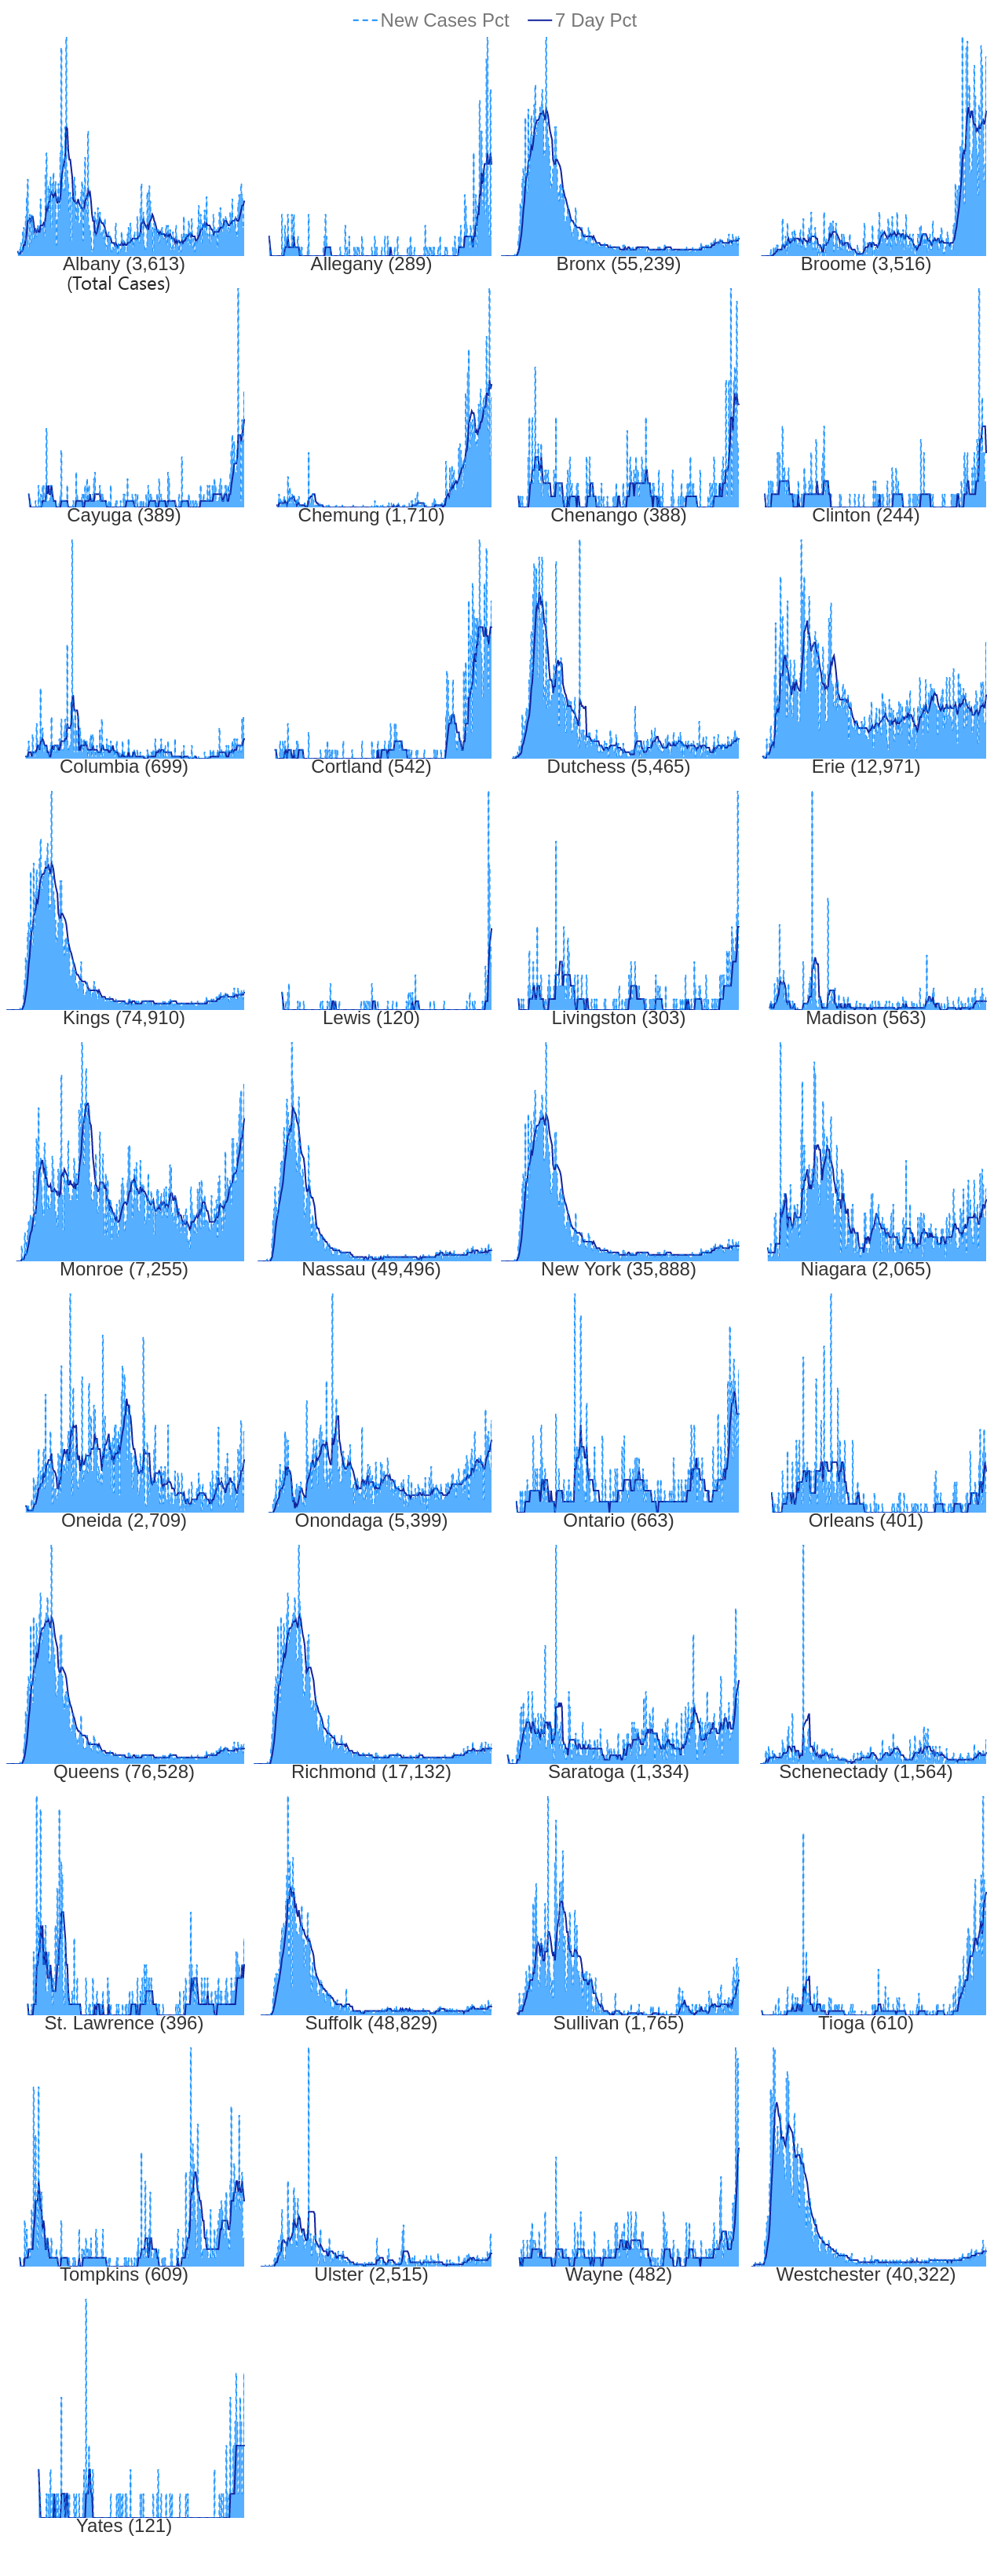 New Cases Pct 7 Day Pct
Albany (3,613) Allegany (289) Bronx (55,239) Broome (3,516)
(Total Cases)
Cayuga (389) Chemung (1,710) Chenango (388) Clinton (244)
Columbia (699) Cortland (542) Dutchess (5,465) Erie (12,971)
Kings (74,910) Lewis (120) Livingston (303) Madison (563)
Monroe (7,255) Nassau (49,496) New York (35,888) Niagara (2,065)
Oneida (2,709) Onondaga (5,399) Ontario (663) Orleans (401)
Queens (76,528) Richmond (17,132) Saratoga (1,334) Schenectady (1,564)
St. Lawrence (396) Suffolk (48,829) Sullivan (1,765) Tioga (610)
Tompkins (609) Ulster (2,515) Wayne (482) Westchester (40,322)
Yates (121)